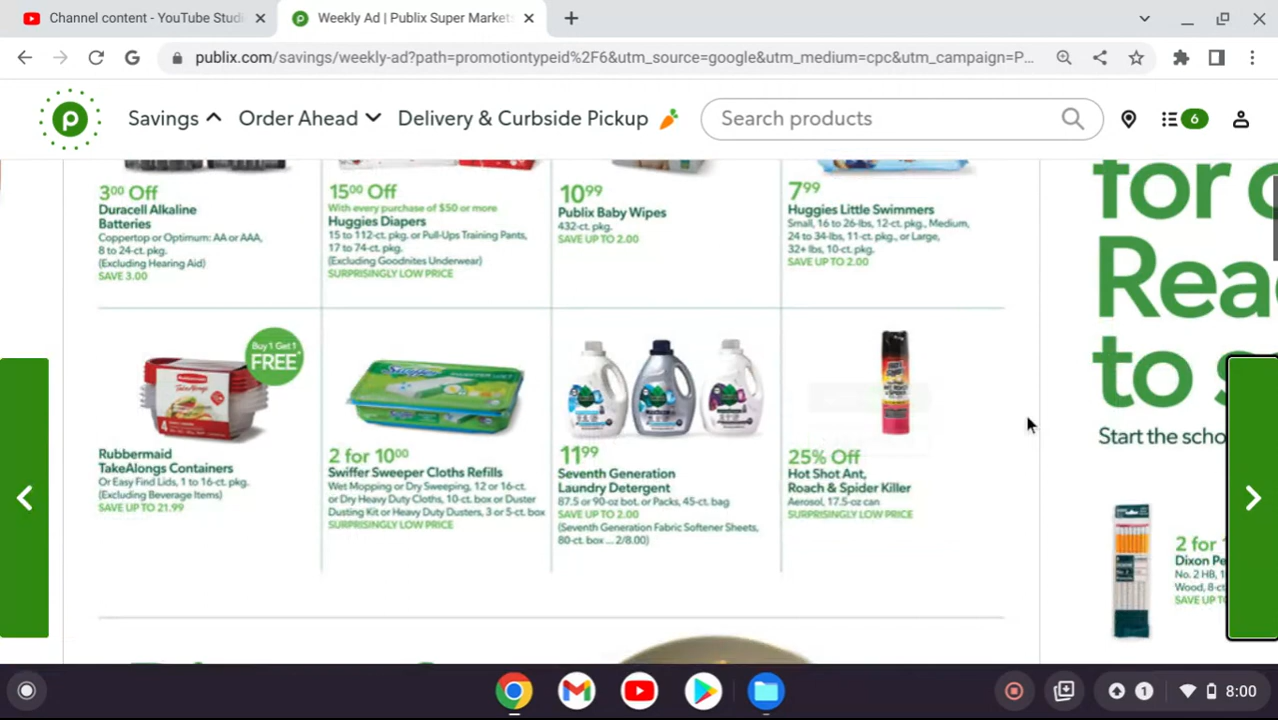 Channel content - YouTube Studi
Weekly Ad | Publix Super Markets
publix.com/savings/weekly-ad?path=promotiontypeid%2F6&utm_source=google&utm_medium=cpc&utm_campaign=P...
Savings
Order Ahead
Delivery & Curbside Pickup
Search products
6
3⁰⁰ Off
Duracell Alkaline
Batteries
Coppertop or Optimum: AA or AAA,
8 to 24-ct. pkg.
(Excluding Hearing Aid)
SAVE 3.00
15⁰⁰ Off
With every purchase of $50 or more
Huggies Diapers
15 to 112-ct. pkg. or Pull-Ups Training Pants,
17 to 74-ct. pkg.
(Excluding Goodnites Underwear)
SURPRISINGLY LOW PRICE
10⁹⁹
Publix Baby Wipes
432-ct. pkg.
SAVE UP TO 2.00
7⁹⁹
Huggies Little Swimmers
Small, 16 to 26-lbs, 12-ct. pkg., Medium,
24 to 34-lbs, 11-ct. pkg., or Large,
32+ lbs, 10-ct. pkg.
SAVE UP TO 2.00
for
Rea
to s
Start the scho
Buy 1 Get 1
FREE*
Rubbermaid
TakeAlongs
4
Rubbermaid
TakeAlongs Containers
Or Easy Find Lids, 1 to 16-ct. pkg.
(Excluding Beverage Items)
SAVE UP TO 21.99
Swiffer
2 for 10⁰⁰
Swiffer Sweeper Cloths Refills
Wet Mopping or Dry Sweeping, 12 or 16-ct.
or Dry Heavy Duty Cloths, 10-ct. box or Duster
Dusting Kit or Heavy Duty Dusters, 3 or 5-ct. box
SURPRISINGLY LOW PRICE
11⁹⁹
Seventh Generation
Laundry Detergent
87.5 or 90-oz bot. or Packs, 45-ct. bag
SAVE UP TO 2.00
(Seventh Generation Fabric Softener Sheets,
80-ct. box ... 2/8.00)
25% Off
Hot Shot Ant,
Roach & Spider Killer
Aerosol, 17.5-oz can
SURPRISINGLY LOW PRICE
2 for
Dixon Pe
No. 2 HB, 1
Wood, 8-ct
SAVE UP T
1
8:00